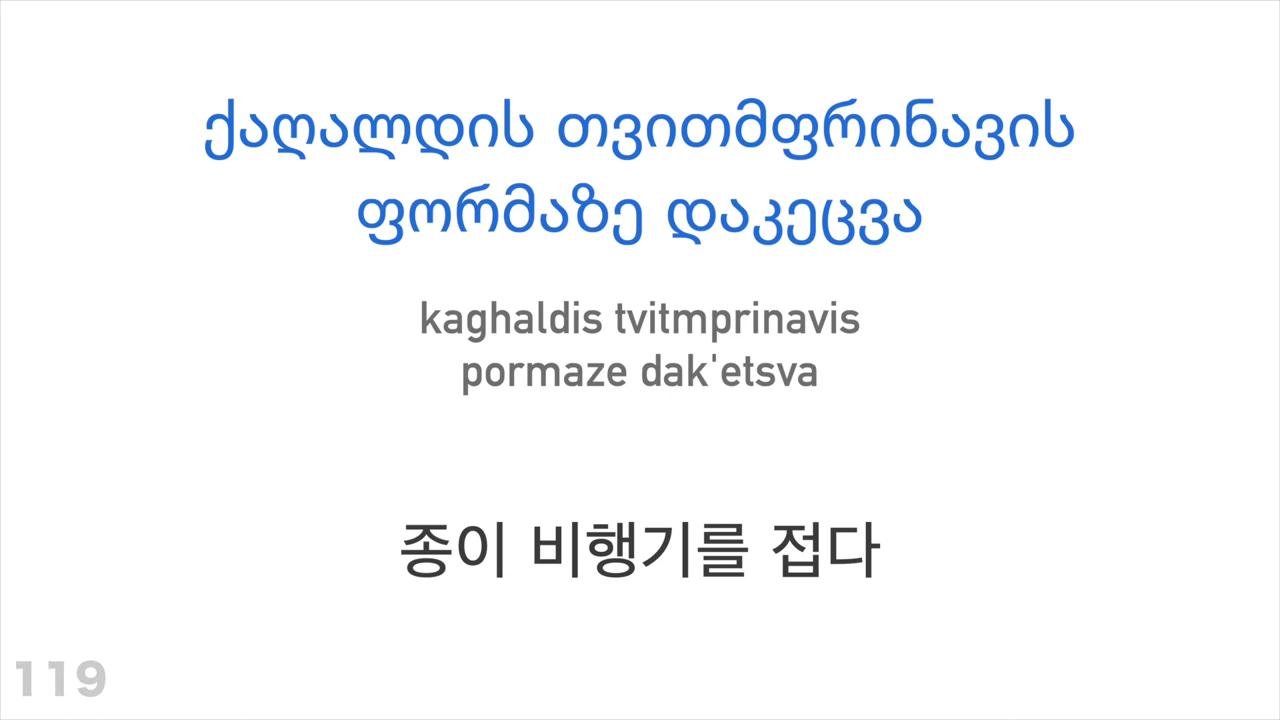 ქაღალდის თვითმფრინავის
ფორმაზე დაკეცვა
kaghaldis tvitmprinavis
pormaze dak'etsva
종이 비행기를 접다
119